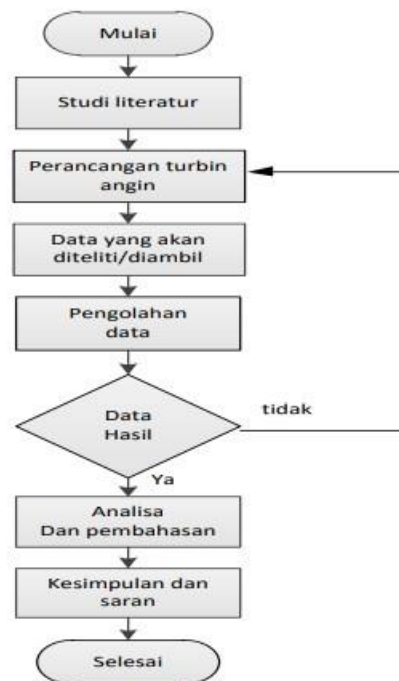 Mulai
Studi literatur
Perancangan turbin
angin
Data yang akan
diteliti/diambil
Pengolahan
data
Data
Hasil
tidak
Ya
Analisa
Dan pembahasan
Kesimpulan dan
saran
Selesai